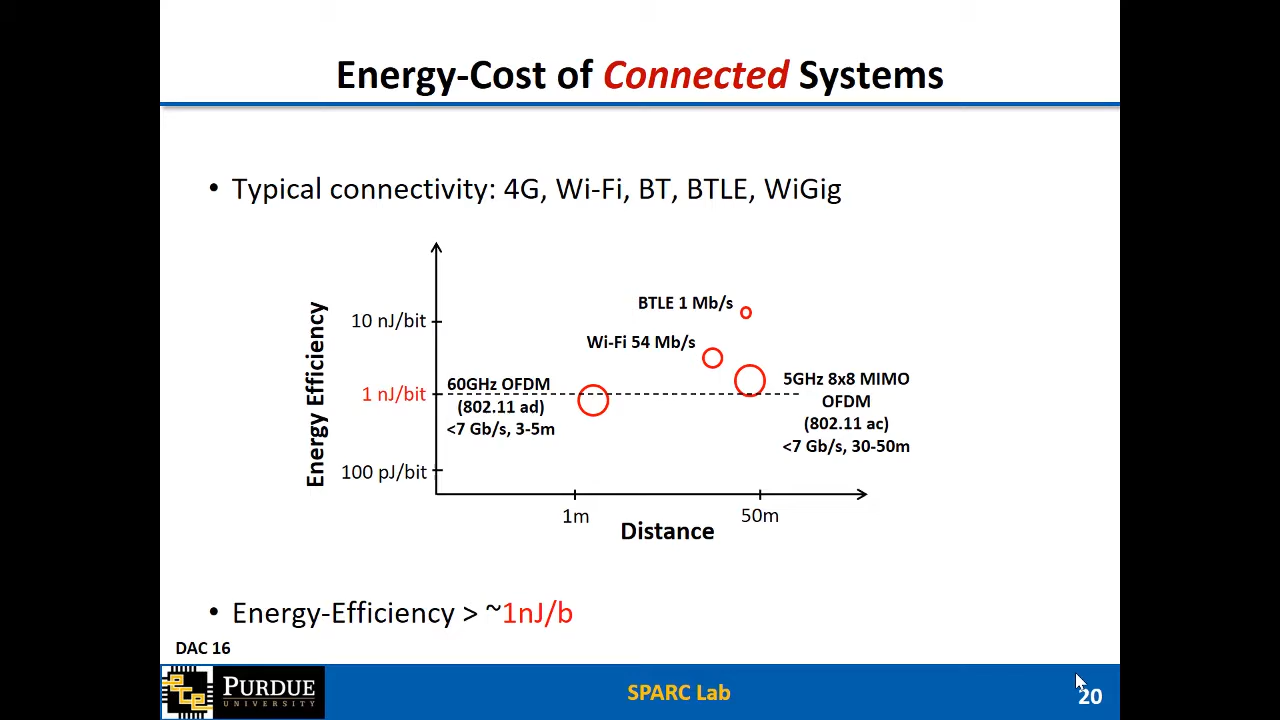 Energy-Cost of Connected Systems
• Typical connectivity: 4G, Wi-Fi, BT, BTLE, WiGig
BTLE 1 Mb/s
10 nJ/bit
Wi-Fi 54 Mb/s
Energy Efficiency
1 nJ/bit
60GHz OFDM
(802.11 ad)
<7 Gb/s, 3-5m
5GHz 8x8 MIMO
OFDM
(802.11 ac)
<7 Gb/s, 30-50m
100 pJ/bit
1m
50m
Distance
• Energy-Efficiency > ~1nJ/b
DAC 16
ece
PURDUE
UNIVERSITY
SPARC Lab
20